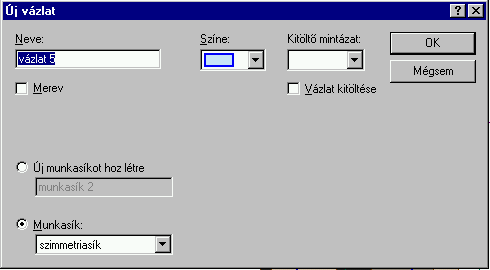 Új vázlat
Neve: Színe: Kitöltő mintázat: OK
vázlat 5
Mégsem
Merev Vázlat kitöltése
Új munkasíkot hoz létre
munkasík 2
Munkasík:
szimmetriasík